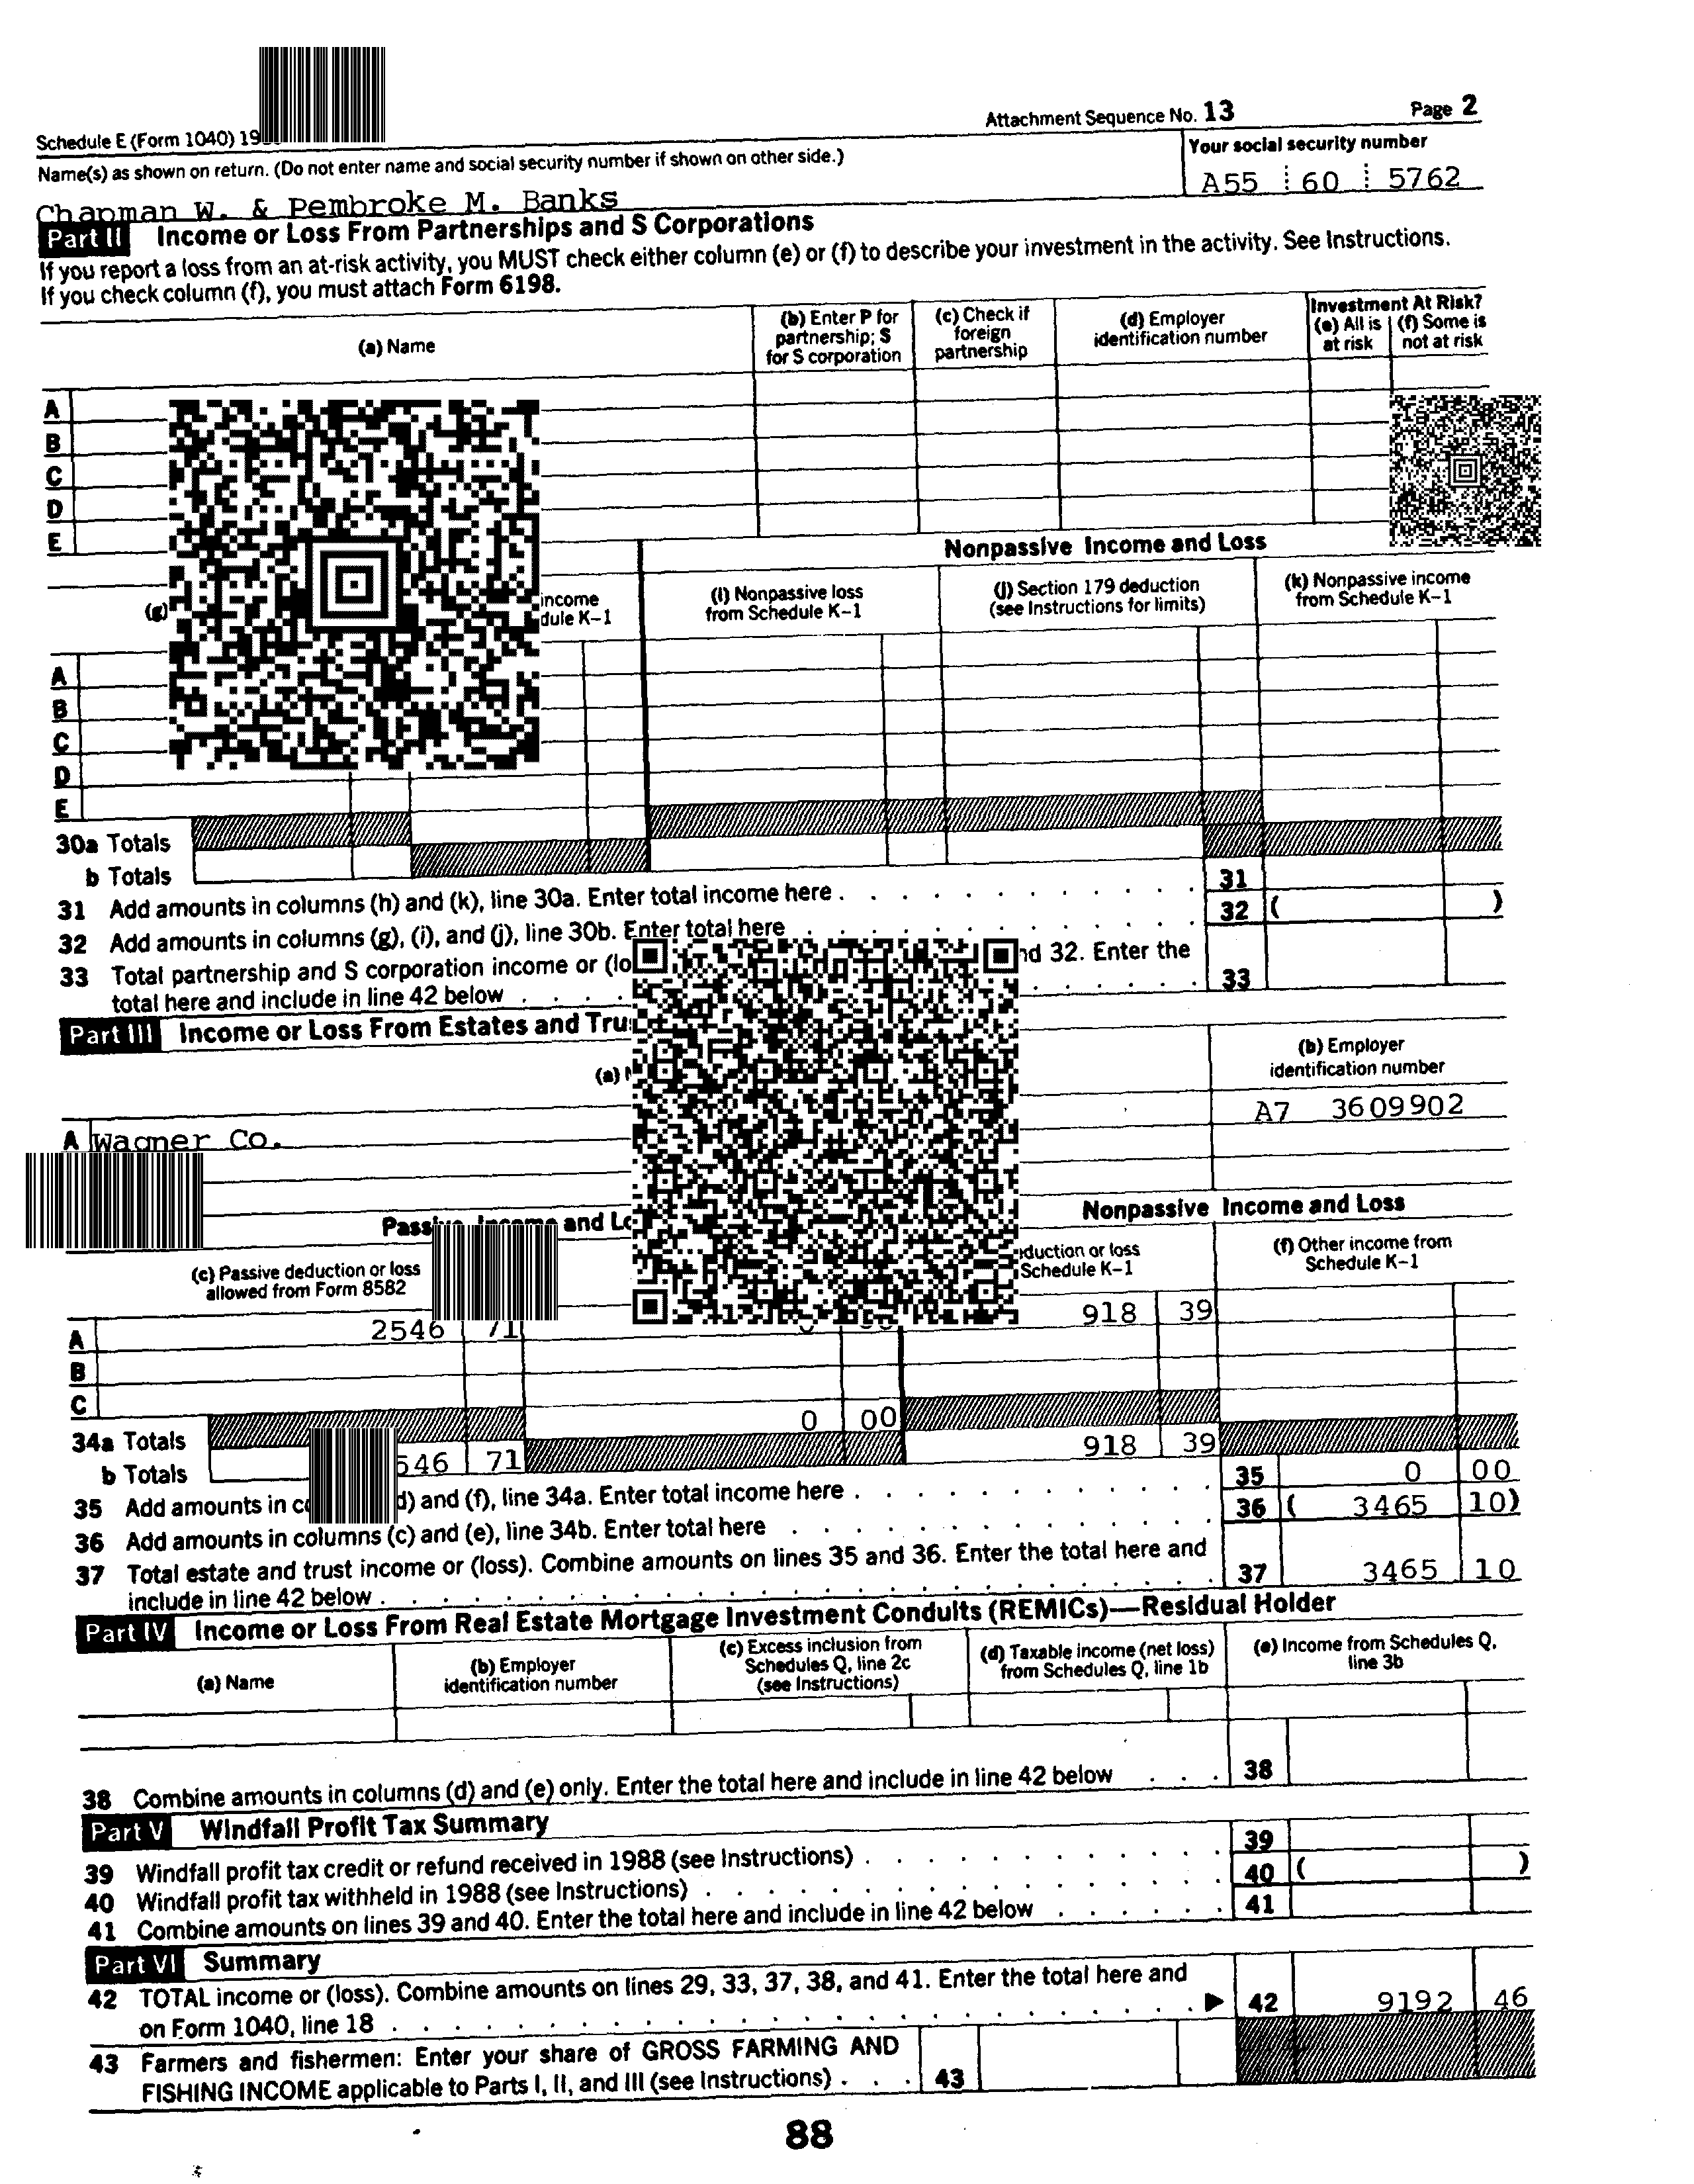 Schedule E (Form 1040) 19
Attachment Sequence No. 13
Page 2
Name(s) as shown on return. (Do not enter name and social security number if shown on other side.)
Your social security number
Chapman W. & Pembroke M. Banks
A55 60 5762
Part II Income or Loss From Partnerships and S Corporations
If you report a loss from an at-risk activity, you MUST check either column (e) or (f) to describe your investment in the activity. See Instructions.
If you check column (f), you must attach Form 6198.
(a) Name
(b) Enter P for partnership; S for S corporation
(c) Check if foreign partnership
(d) Employer identification number
Investment At Risk?
(e) All is at risk
(f) Some is not at risk
A
B
C
D
E
Nonpassive Income and Loss
(g)
income
dule K-1
(i) Nonpassive loss from Schedule K-1
(j) Section 179 deduction (see Instructions for limits)
(k) Nonpassive income from Schedule K-1
A
B
C
D
E
30a Totals
b Totals
31 Add amounts in columns (h) and (k), line 30a. Enter total income here . 31
32 Add amounts in columns (g), (i), and (j), line 30b. Enter total here 32 ( )
33 Total partnership and S corporation income or (lo nd 32. Enter the
total here and include in line 42 below 33
Part III Income or Loss From Estates and Tru
(a)
(b) Employer identification number
A Wagner Co. A7 3609902
and Lo
Nonpassive Income and Loss
(c) Passive deduction or loss allowed from Form 8582
duction or loss
Schedule K-1
(f) Other income from Schedule K-1
A 2546 71 918 39
B
C
34a Totals 0 00
b Totals 546 71 918 39
35 Add amounts in c d) and (f), line 34a. Enter total income here . 35 0 00
36 Add amounts in columns (c) and (e), line 34b. Enter total here 36 ( 3465 10)
37 Total estate and trust income or (loss). Combine amounts on lines 35 and 36. Enter the total here and
include in line 42 below . 37 3465 10
Part IV Income or Loss From Real Estate Mortgage Investment Conduits (REMICs)—Residual Holder
(a) Name
(b) Employer identification number
(c) Excess inclusion from Schedules Q, line 2c (see Instructions)
(d) Taxable income (net loss) from Schedules Q, line 1b
(e) Income from Schedules Q, line 3b
38 Combine amounts in columns (d) and (e) only. Enter the total here and include in line 42 below 38
Part V Windfall Profit Tax Summary
39 Windfall profit tax credit or refund received in 1988 (see Instructions) . 39
40 Windfall profit tax withheld in 1988 (see Instructions) . 40 ( )
41 Combine amounts on lines 39 and 40. Enter the total here and include in line 42 below 41
Part VI Summary
42 TOTAL income or (loss). Combine amounts on lines 29, 33, 37, 38, and 41. Enter the total here and
on Form 1040, line 18 . 42 9192 46
43 Farmers and fishermen: Enter your share of GROSS FARMING AND
FISHING INCOME applicable to Parts I, II, and III (see Instructions) . 43
88